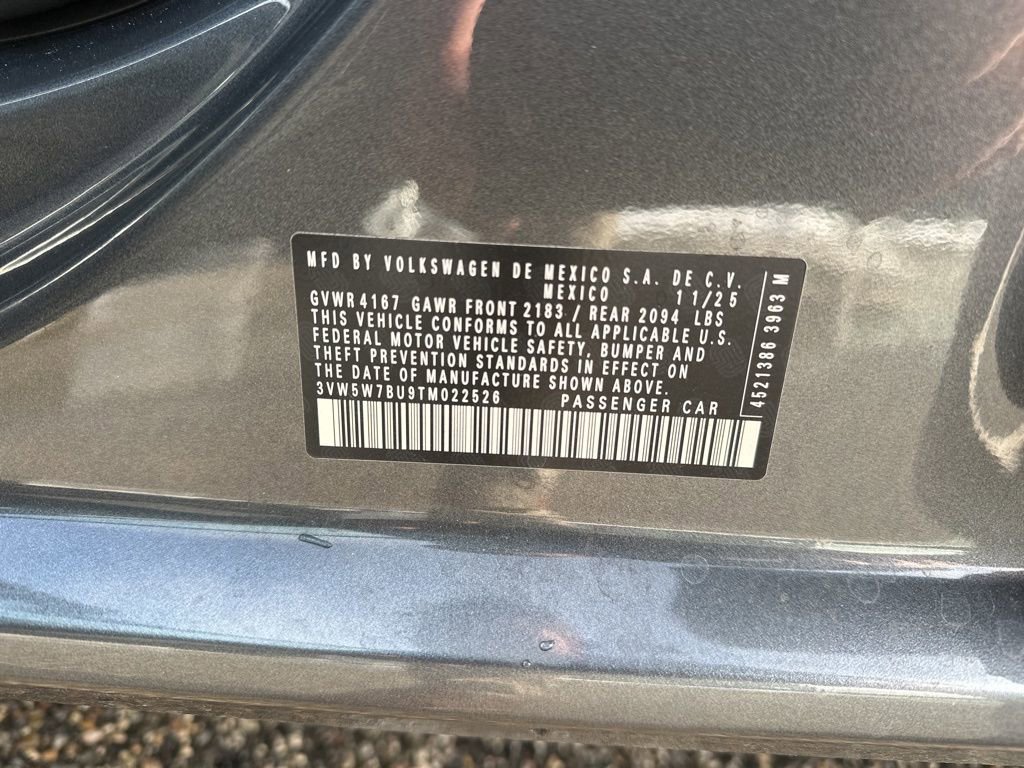 MFD BY VOLKSWAGEN DE MEXICO S.A. DE C.V.
MEXICO 11/25
GVWR 4167 GAWR FRONT 2183 / REAR 2094 LBS
THIS VEHICLE CONFORMS TO ALL APPLICABLE U.S.
FEDERAL MOTOR VEHICLE SAFETY, BUMPER AND
THEFT PREVENTION STANDARDS IN EFFECT ON
THE DATE OF MANUFACTURE SHOWN ABOVE.
3VW5W7BU9TM022526 PASSENGER CAR
4521386 3963 M